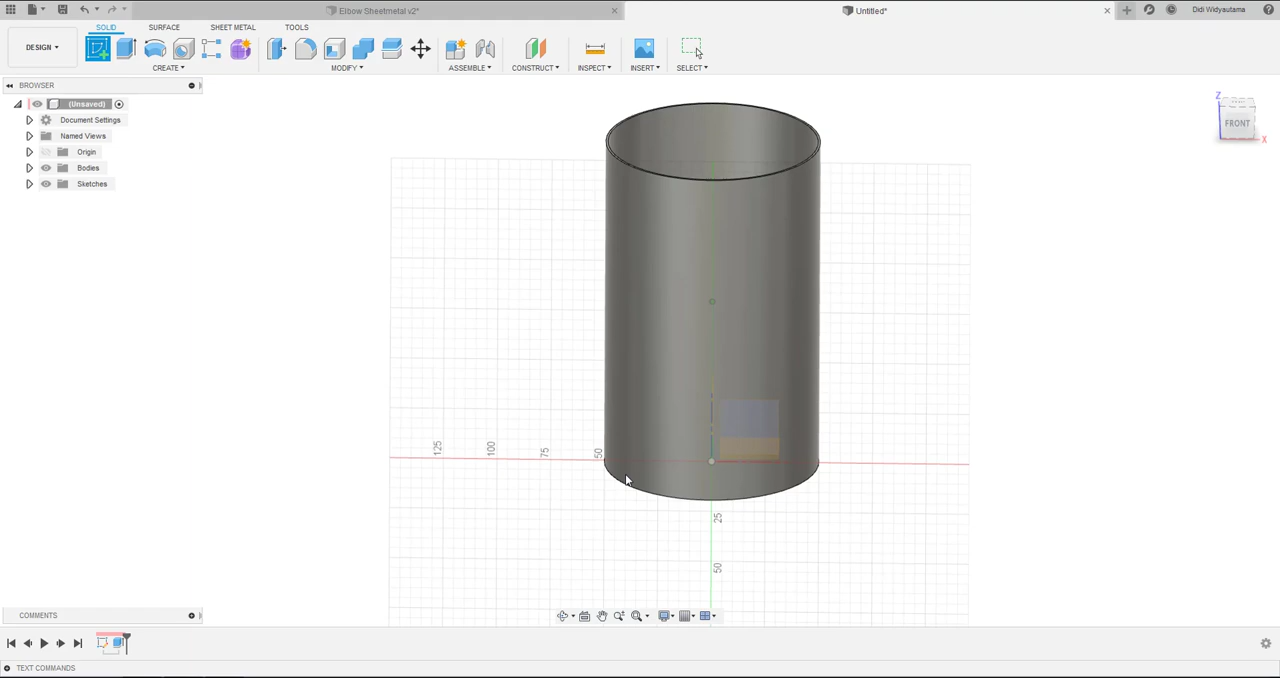 Elbow Sheetmetal v2*
Untitled*
Didi Widyautama
SOLID SURFACE SHEET METAL TOOLS
DESIGN
CREATE MODIFY ASSEMBLE CONSTRUCT INSPECT INSERT SELECT
BROWSER
(Unsaved)
Document Settings
Named Views
Origin
Bodies
Sketches
Z
FRONT
X
125
100
75
50
25
50
COMMENTS
TEXT COMMANDS